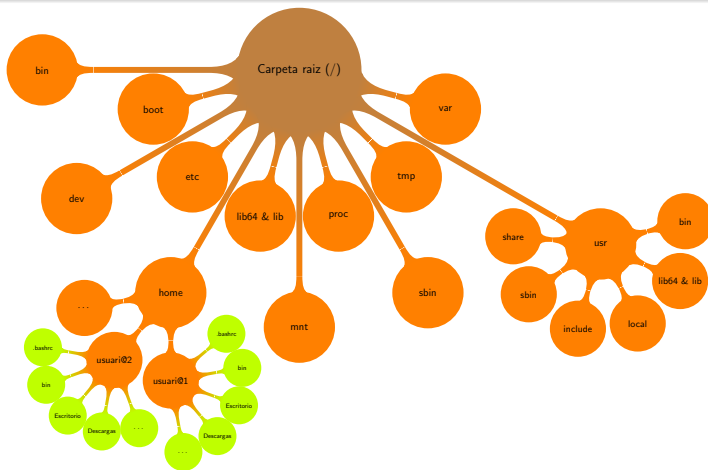 Carpeta raiz (/)
bin
boot
var
dev
etc
tmp
lib64 & lib
proc
usr
share
bin
sbin
lib64 & lib
include
local
home
sbin
mnt
. . .
usuari@2
usuari@1
.bashrc
bin
Escritorio
Descargas
. . .
.bashrc
bin
Escritorio
Descargas
. . .